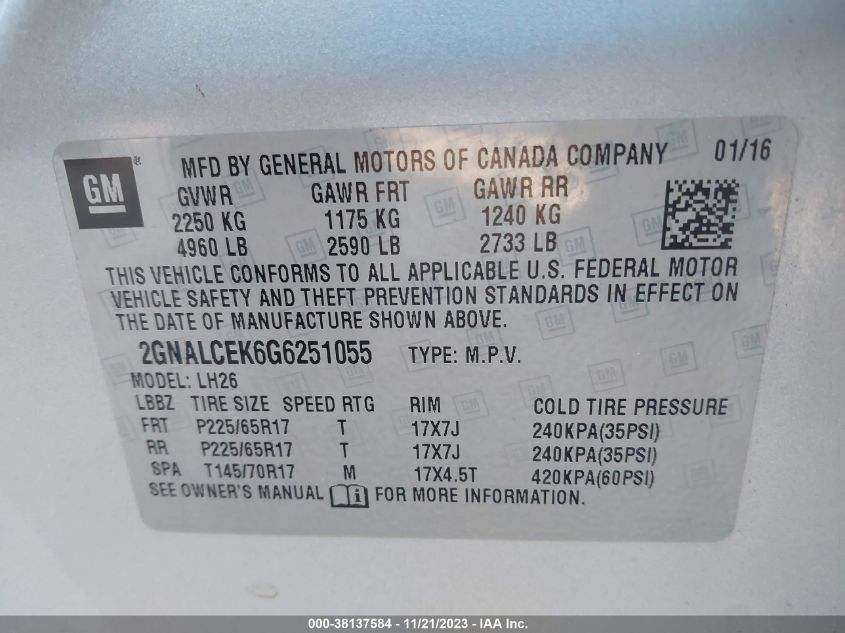 GM ® MFD BY GENERAL MOTORS OF CANADA COMPANY 01/16
GVWR GAWR FRT GAWR RR
2250 KG 1175 KG 1240 KG
4960 LB 2590 LB 2733 LB
THIS VEHICLE CONFORMS TO ALL APPLICABLE U.S. FEDERAL MOTOR
VEHICLE SAFETY AND THEFT PREVENTION STANDARDS IN EFFECT ON
THE DATE OF MANUFACTURE SHOWN ABOVE.
2GNALCEK6G6251055 TYPE: M.P.V.
MODEL: LH26
LBBZ TIRE SIZE SPEED RTG RIM COLD TIRE PRESSURE
FRT P225/65R17 T 17X7J 240KPA(35PSI)
RR P225/65R17 T 17X7J 240KPA(35PSI)
SPA T145/70R17 M 17X4.5T 420KPA(60PSI)
SEE OWNER'S MANUAL i FOR MORE INFORMATION.
000-38137584 - 11/21/2023 - IAA Inc.